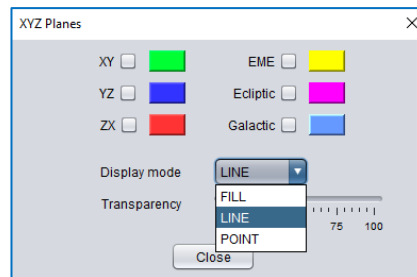 XYZ Planes
XY EME
YZ Ecliptic
ZX Galactic
Display mode LINE
FILL
Transparency
LINE
75 100
POINT
Close